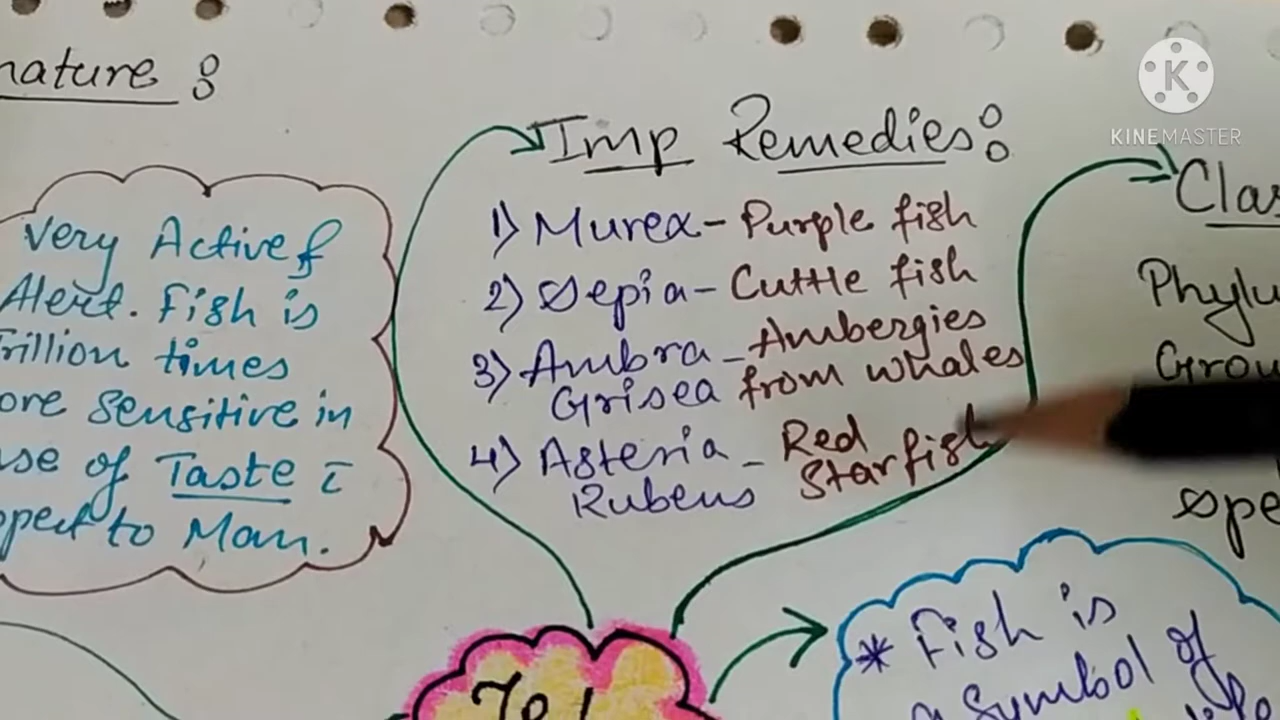 nature :
Very Active &
Alert. Fish is
Trillion times
ore sensitive in
use of Taste c̄
spect to Man.
Imp Remedies:
1) Murex - Purple fish
2) Sepia - Cuttle fish
3) Ambra Grisea - Ambergies from whales
4) Asteria Rubens - Red Starfish
Clas
Phylu
Grou
spe
* Fish is
a symbol of
KINEMASTER